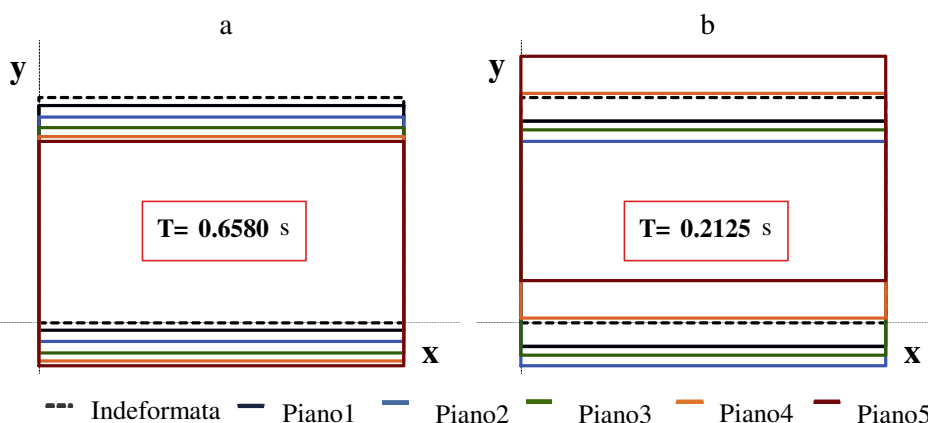 a
b
y
y
T= 0.6580 s
T= 0.2125 s
x
x
Indeformata Piano1 Piano2 Piano3 Piano4 Piano5